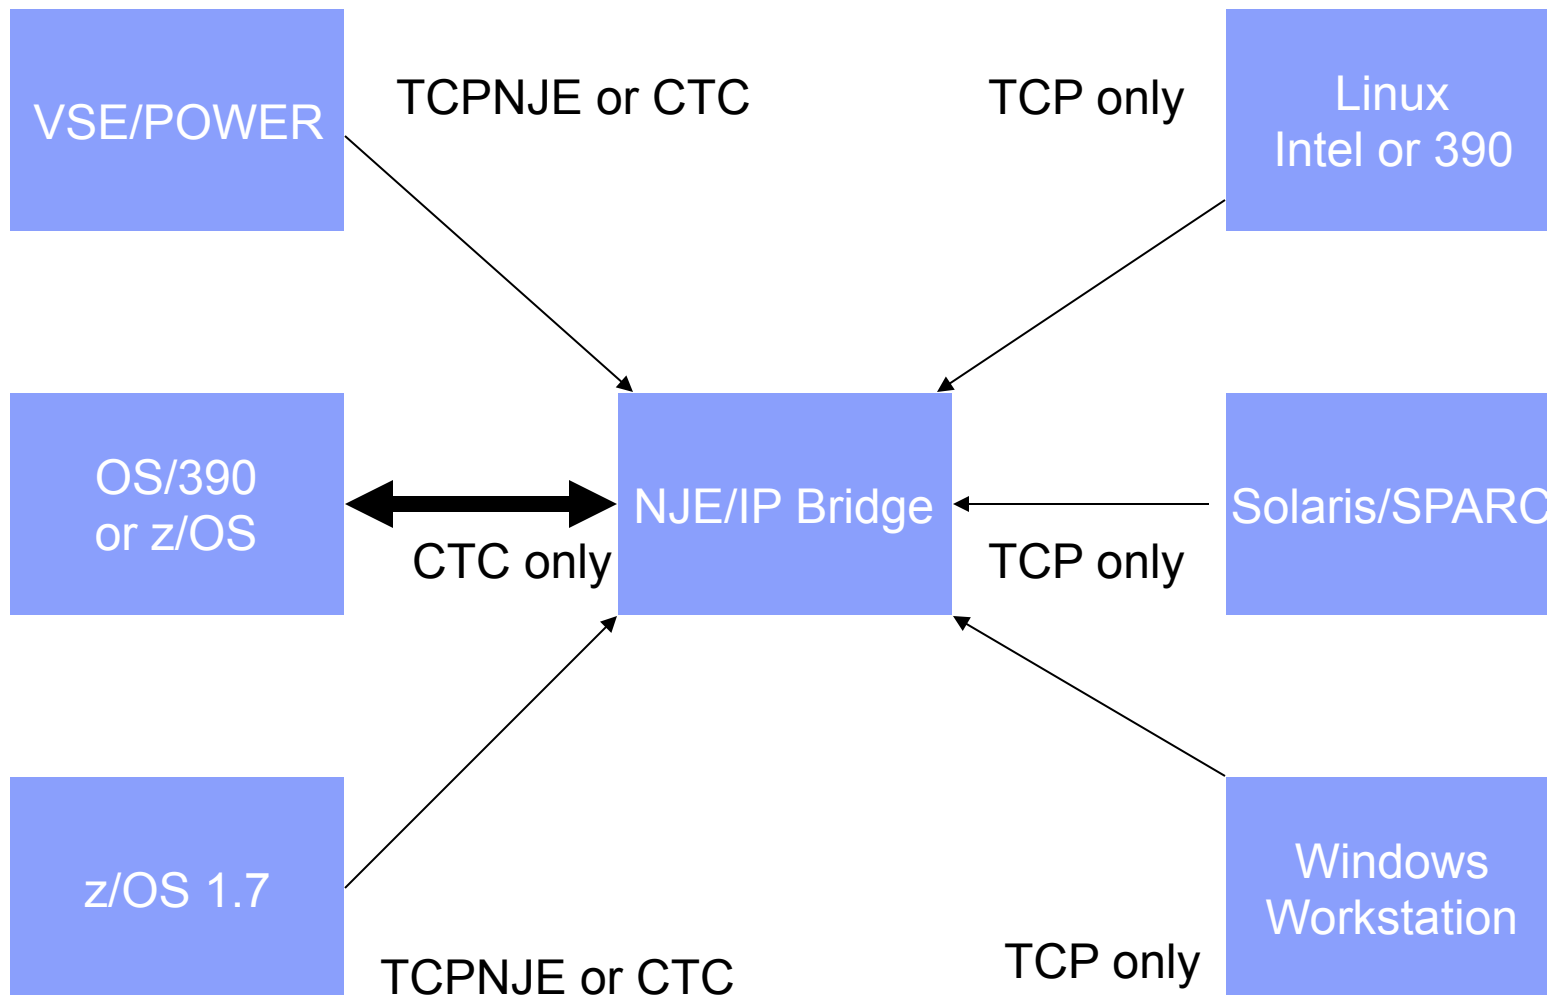 VSE/POWER
TCPNJE or CTC
TCP only
Linux
Intel or 390
OS/390
or z/OS
CTC only
NJE/IP Bridge
TCP only
Solaris/SPARC
z/OS 1.7
TCPNJE or CTC
TCP only
Windows
Workstation